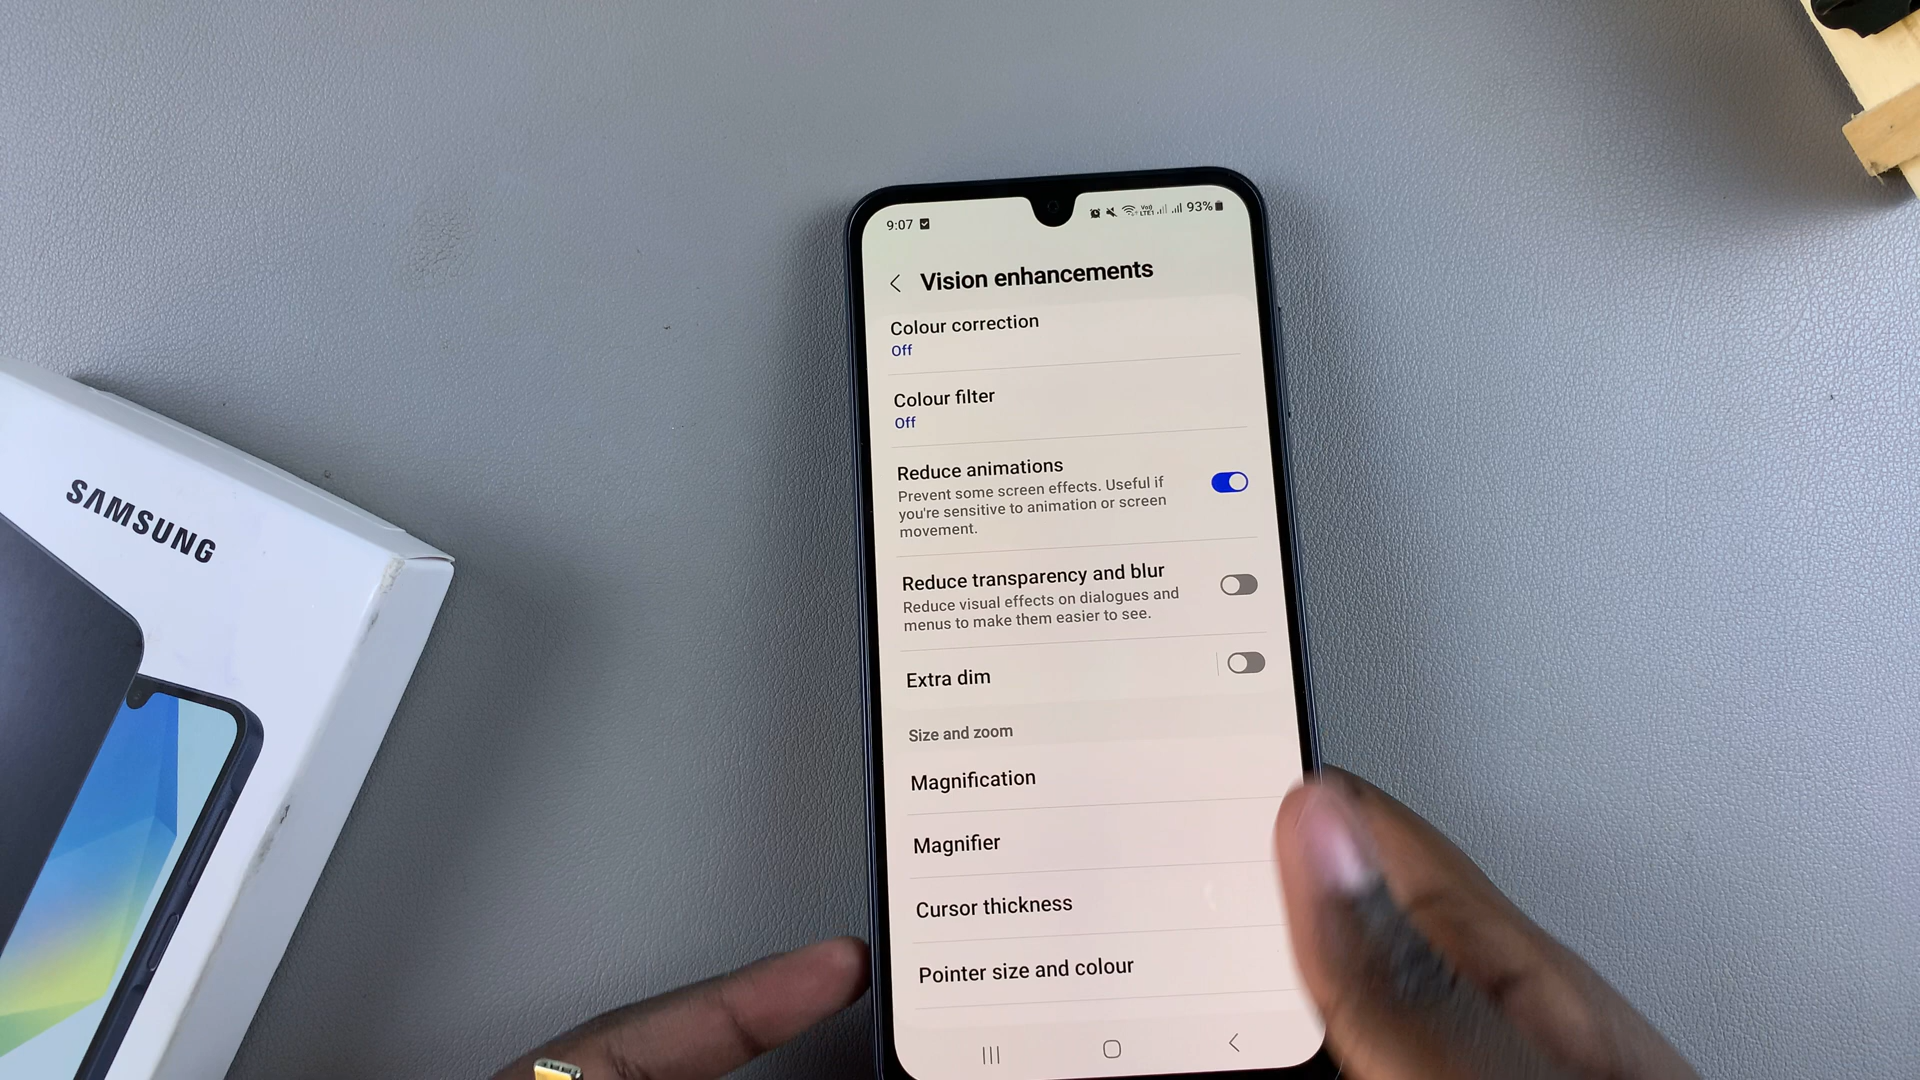 SAMSUNG
9:07
93%
Vision enhancements
Colour correction
Off
Colour filter
Off
Reduce animations
Prevent some screen effects. Useful if
you're sensitive to animation or screen
movement.
Reduce transparency and blur
Reduce visual effects on dialogues and
menus to make them easier to see.
Extra dim
Size and zoom
Magnification
Magnifier
Cursor thickness
Pointer size and colour